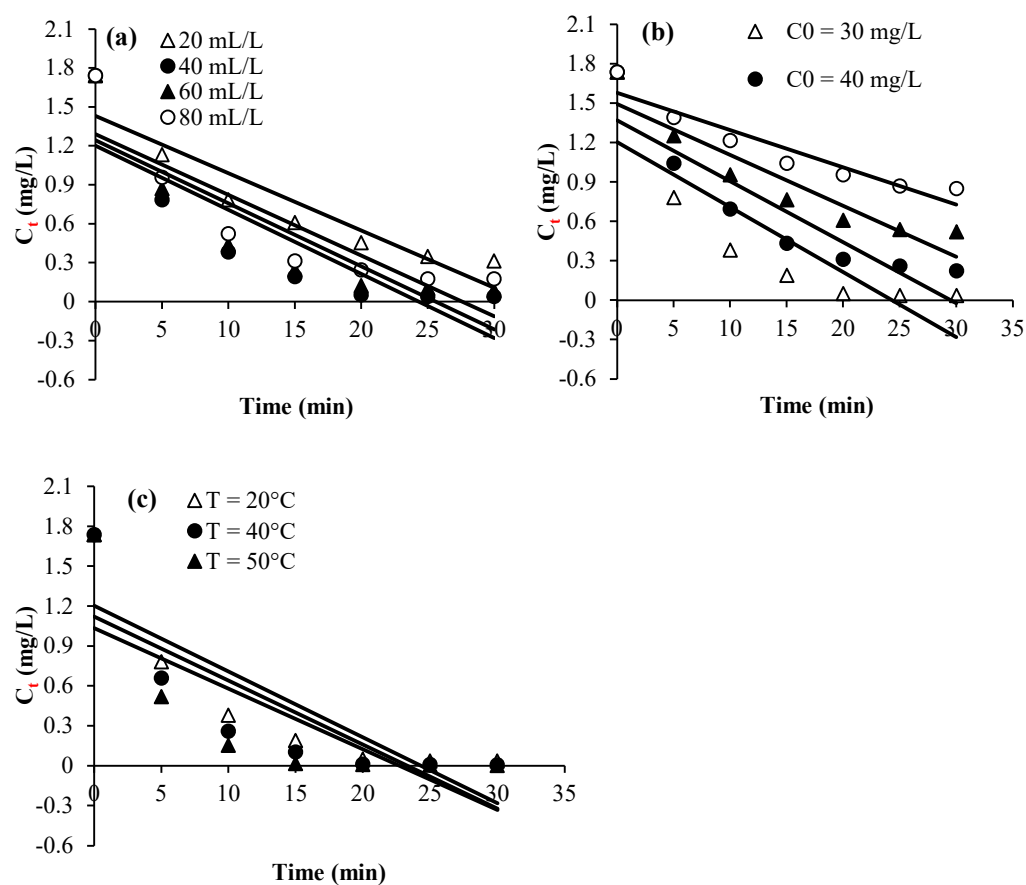 (a)
20 mL/L
40 mL/L
60 mL/L
80 mL/L
2.1
1.8
1.5
1.2
0.9
0.6
0.3
0
-0.3
-0.6
0 5 10 15 20 25 30
Ct (mg/L)
Time (min)
(b)
C0 = 30 mg/L
C0 = 40 mg/L
2.1
1.8
1.5
1.2
0.9
0.6
0.3
0
-0.3
-0.6
0 5 10 15 20 25 30 35
Ct (mg/L)
Time (min)
(c)
T = 20°C
T = 40°C
T = 50°C
2.1
1.8
1.5
1.2
0.9
0.6
0.3
0
-0.3
-0.6
0 5 10 15 20 25 30 35
Ct (mg/L)
Time (min)